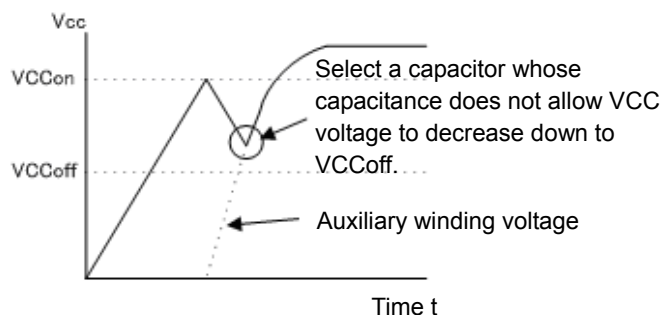 Vcc
VCCon
Select a capacitor whose
capacitance does not allow VCC
voltage to decrease down to
VCCoff.
VCCoff
Auxiliary winding voltage
Time t